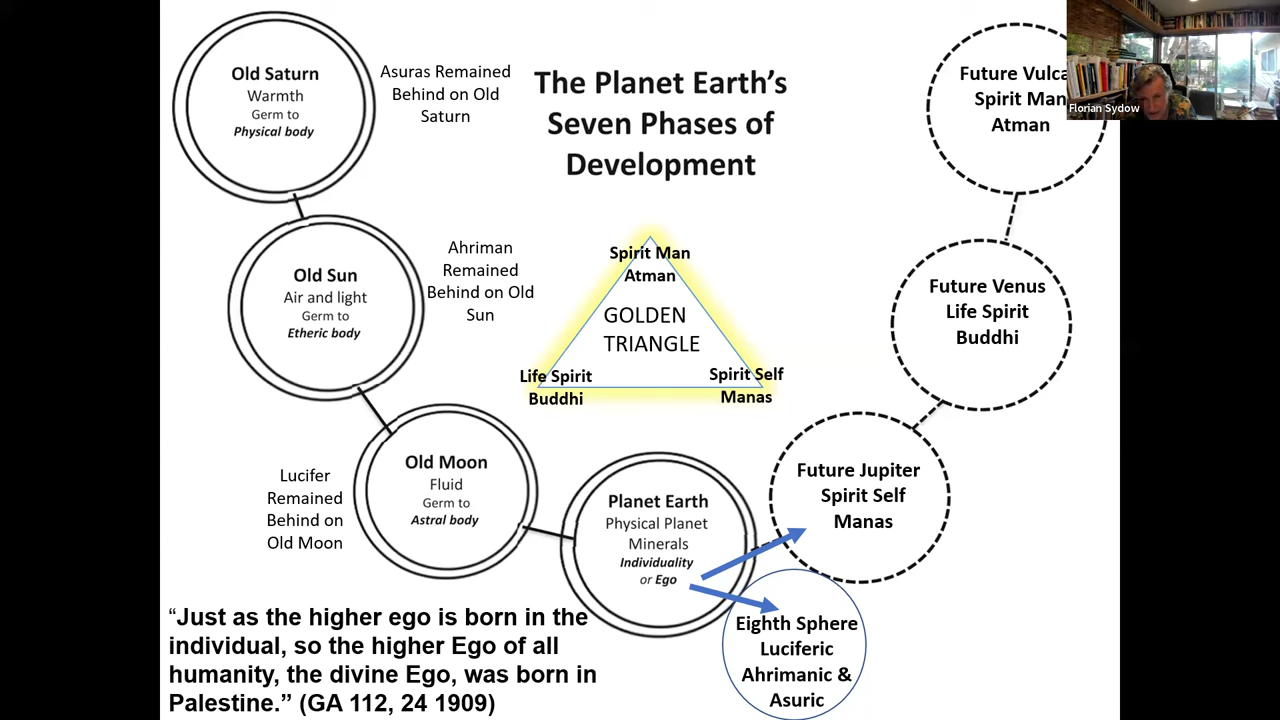 The Planet Earth's
Seven Phases of
Development
Old Saturn
Warmth
Germ to
Physical body
Asuras Remained
Behind on Old
Saturn
Old Sun
Air and light
Germ to
Etheric body
Ahriman
Remained
Behind on Old
Sun
Old Moon
Fluid
Germ to
Astral body
Lucifer
Remained
Behind on
Old Moon
Planet Earth
Physical Planet
Minerals
Individuality
or Ego
Spirit Man
Atman
GOLDEN
TRIANGLE
Life Spirit
Buddhi
Spirit Self
Manas
Future Jupiter
Spirit Self
Manas
Future Venus
Life Spirit
Buddhi
Future Vulca
Spirit Man
Atman
Florian Sydow
Eighth Sphere
Luciferic
Ahrimanic &
Asuric
“Just as the higher ego is born in the
individual, so the higher Ego of all
humanity, the divine Ego, was born in
Palestine.” (GA 112, 24 1909)